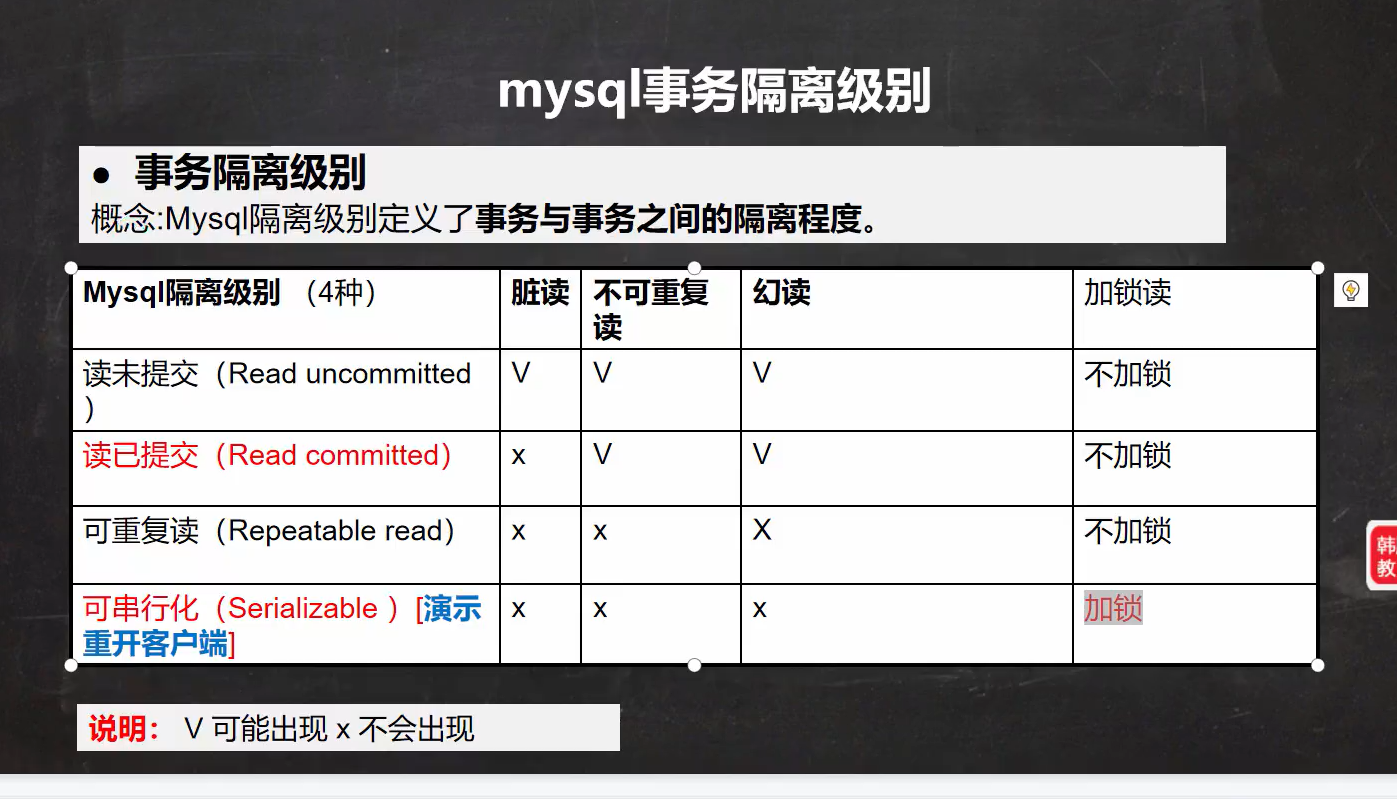 mysql事务隔离级别
● 事务隔离级别
概念:Mysql隔离级别定义了事务与事务之间的隔离程度。
Mysql隔离级别 （4种） 脏读 不可重复 幻读 加锁读
读
读未提交（Read uncommitted V V V 不加锁
）
读已提交（Read committed） x V V 不加锁
可重复读（Repeatable read） x x X 不加锁
可串行化（Serializable ）[演示 x x x 加锁
重开客户端]
说明： V 可能出现 x 不会出现
韩
教